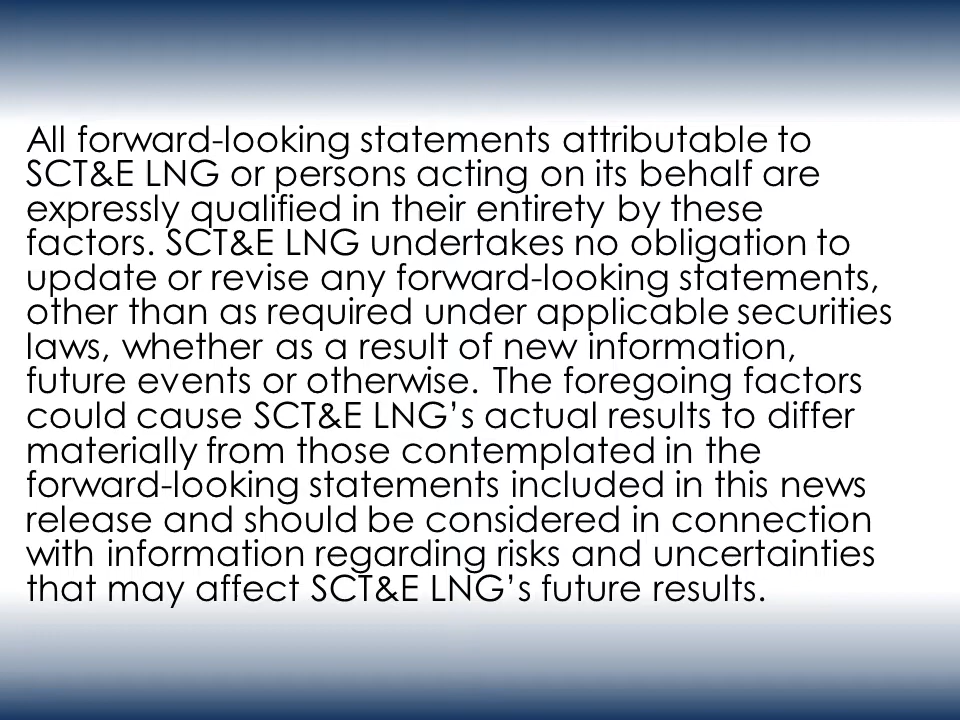 All forward-looking statements attributable to
SCT&E LNG or persons acting on its behalf are
expressly qualified in their entirety by these
factors. SCT&E LNG undertakes no obligation to
update or revise any forward-looking statements,
other than as required under applicable securities
laws, whether as a result of new information,
future events or otherwise. The foregoing factors
could cause SCT&E LNG’s actual results to differ
materially from those contemplated in the
forward-looking statements included in this news
release and should be considered in connection
with information regarding risks and uncertainties
that may affect SCT&E LNG’s future results.